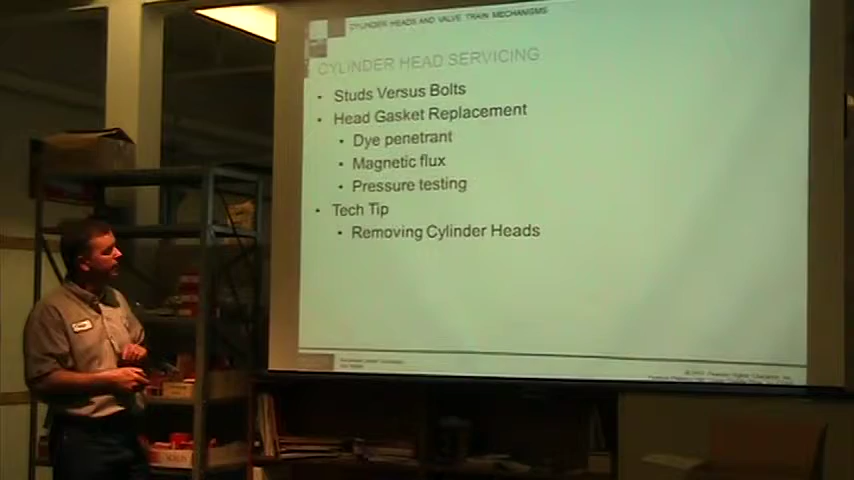 CYLINDER HEADS AND VALVE TRAIN MECHANISMS
CYLINDER HEAD SERVICING
• Studs Versus Bolts
• Head Gasket Replacement
• Dye penetrant
• Magnetic flux
• Pressure testing
• Tech Tip
• Removing Cylinder Heads